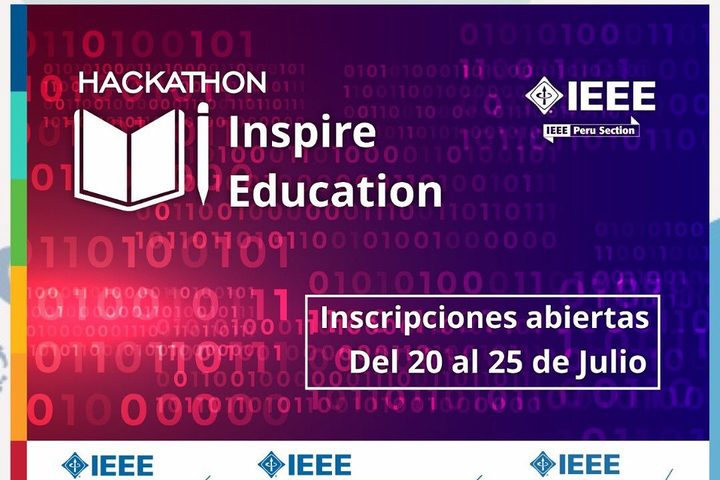 HACKATHON
Inspire
Education
IEEE
IEEE Peru Section
Inscripciones abiertas
Del 20 al 25 de Julio
IEEE
IEEE
IEEE